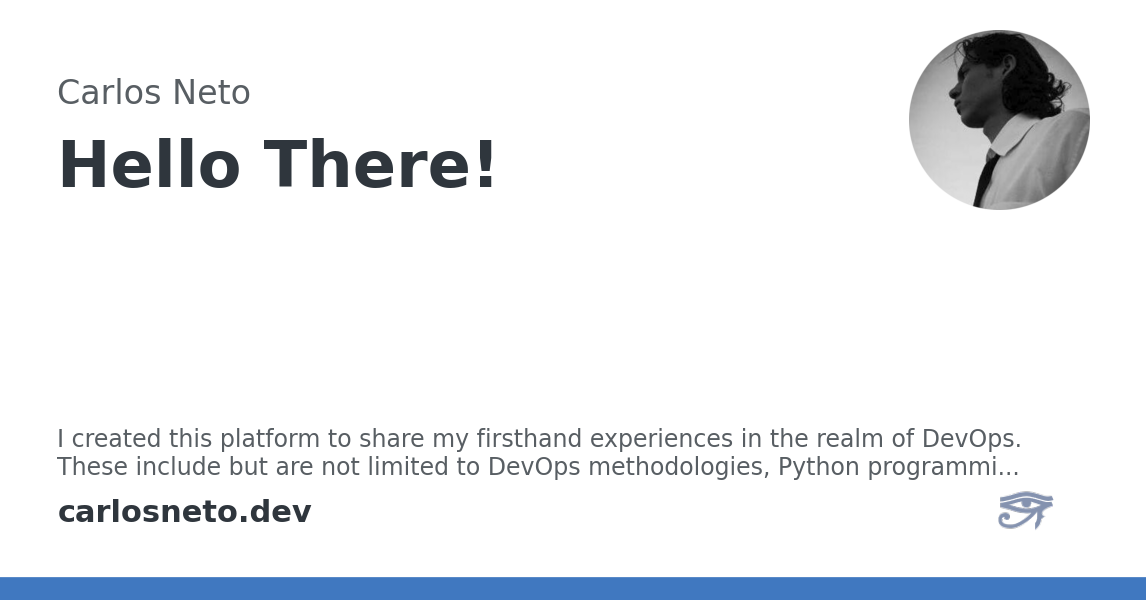 Carlos Neto
Hello There!
I created this platform to share my firsthand experiences in the realm of DevOps.
These include but are not limited to DevOps methodologies, Python programmi...
carlosneto.dev